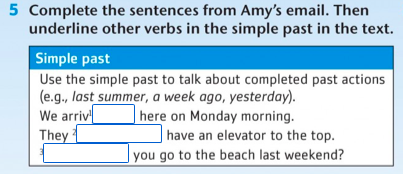 5 Complete the sentences from Amy's email. Then
underline other verbs in the simple past in the text.
Simple past
Use the simple past to talk about completed past actions
(e.g., last summer, a week ago, yesterday).
We arriv¹ here on Monday morning.
They ² have an elevator to the top.
³ you go to the beach last weekend?